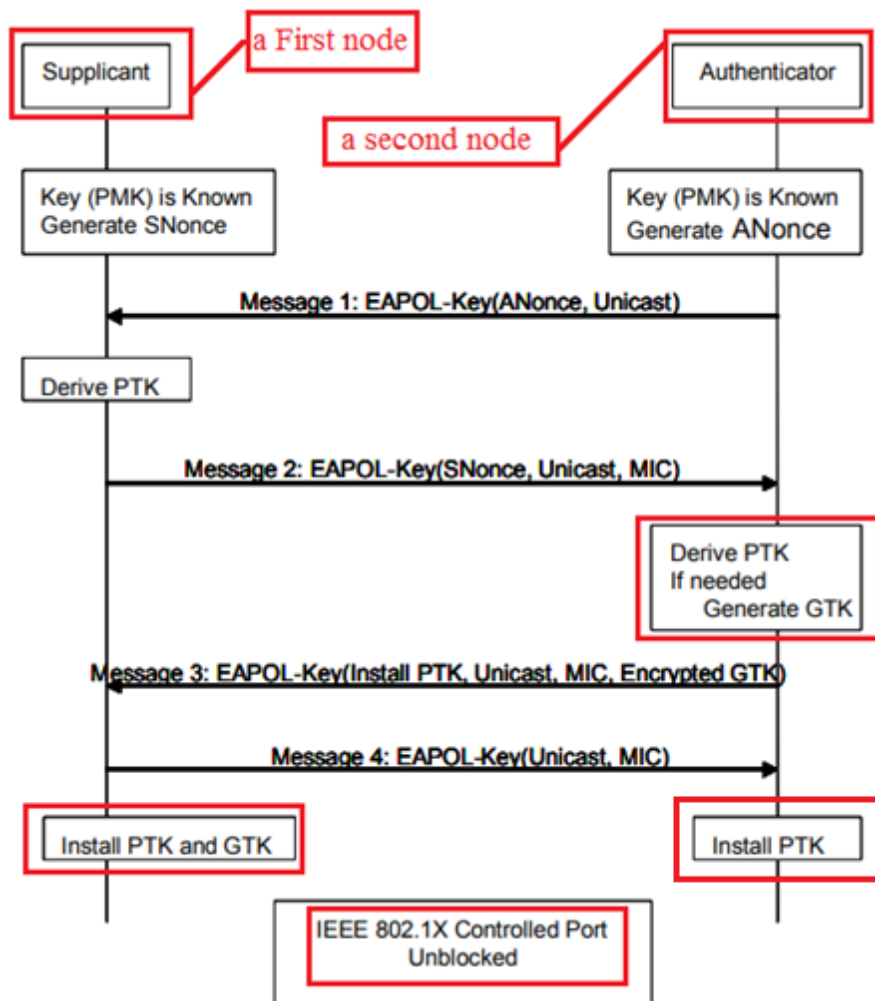 a First node
Supplicant
Authenticator
a second node
Key (PMK) is Known
Generate SNonce
Key (PMK) is Known
Generate ANonce
Message 1: EAPOL-Key(ANonce, Unicast)
Derive PTK
Message 2: EAPOL-Key(SNonce, Unicast, MIC)
Derive PTK
If needed
Generate GTK
Message 3: EAPOL-Key(Install PTK, Unicast, MIC, Encrypted GTK)
Message 4: EAPOL-Key(Unicast, MIC)
Install PTK and GTK
Install PTK
IEEE 802.1X Controlled Port
Unblocked